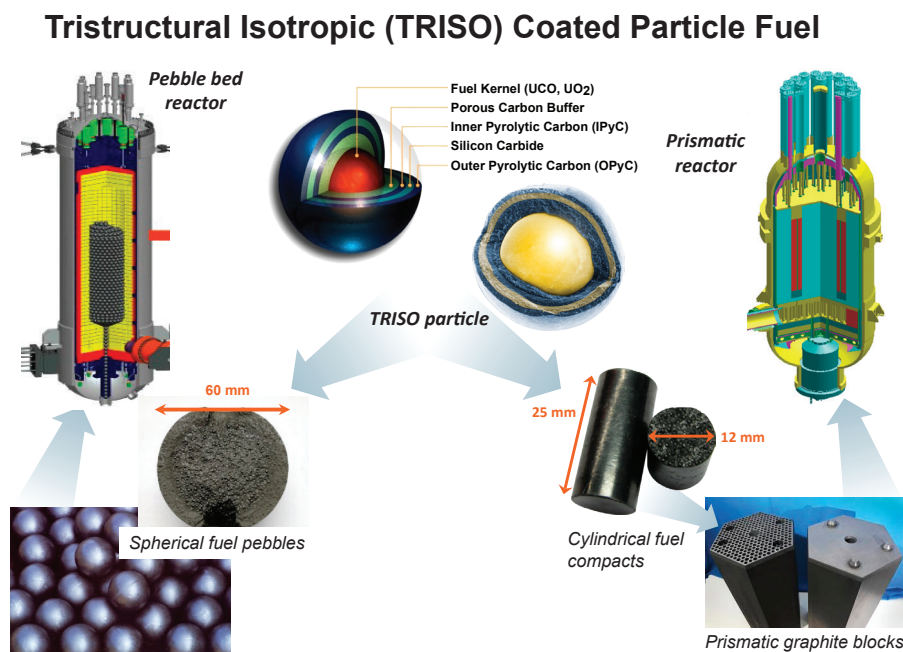 Tristructural Isotropic (TRISO) Coated Particle Fuel
Pebble bed
reactor
Fuel Kernel (UCO, UO2)
Porous Carbon Buffer
Inner Pyrolytic Carbon (IPyC)
Silicon Carbide
Outer Pyrolytic Carbon (OPyC)
Prismatic
reactor
TRISO particle
60 mm
25 mm
12 mm
Spherical fuel pebbles
Cylindrical fuel
compacts
Prismatic graphite blocks